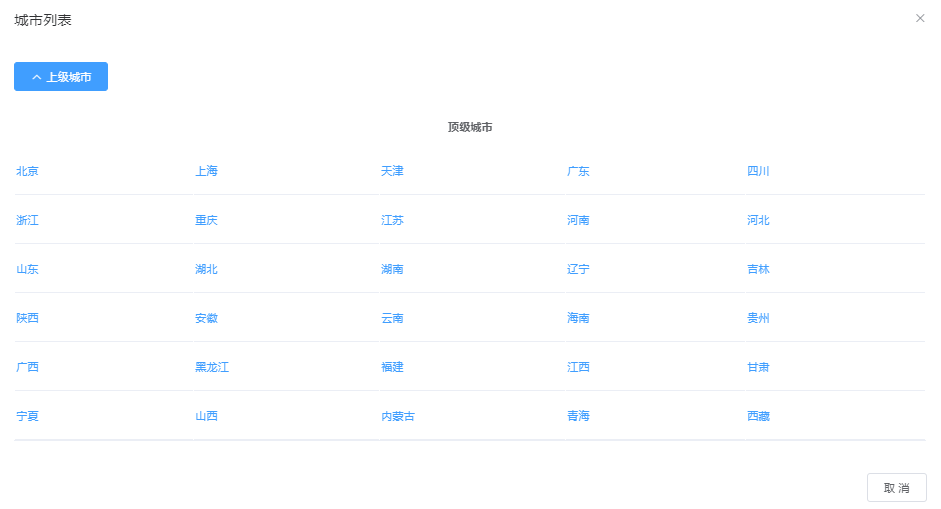 城市列表
上级城市
顶级城市
北京 上海 天津 广东 四川
浙江 重庆 江苏 河南 河北
山东 湖北 湖南 辽宁 吉林
陕西 安徽 云南 海南 贵州
广西 黑龙江 福建 江西 甘肃
宁夏 山西 内蒙古 青海 西藏
取 消